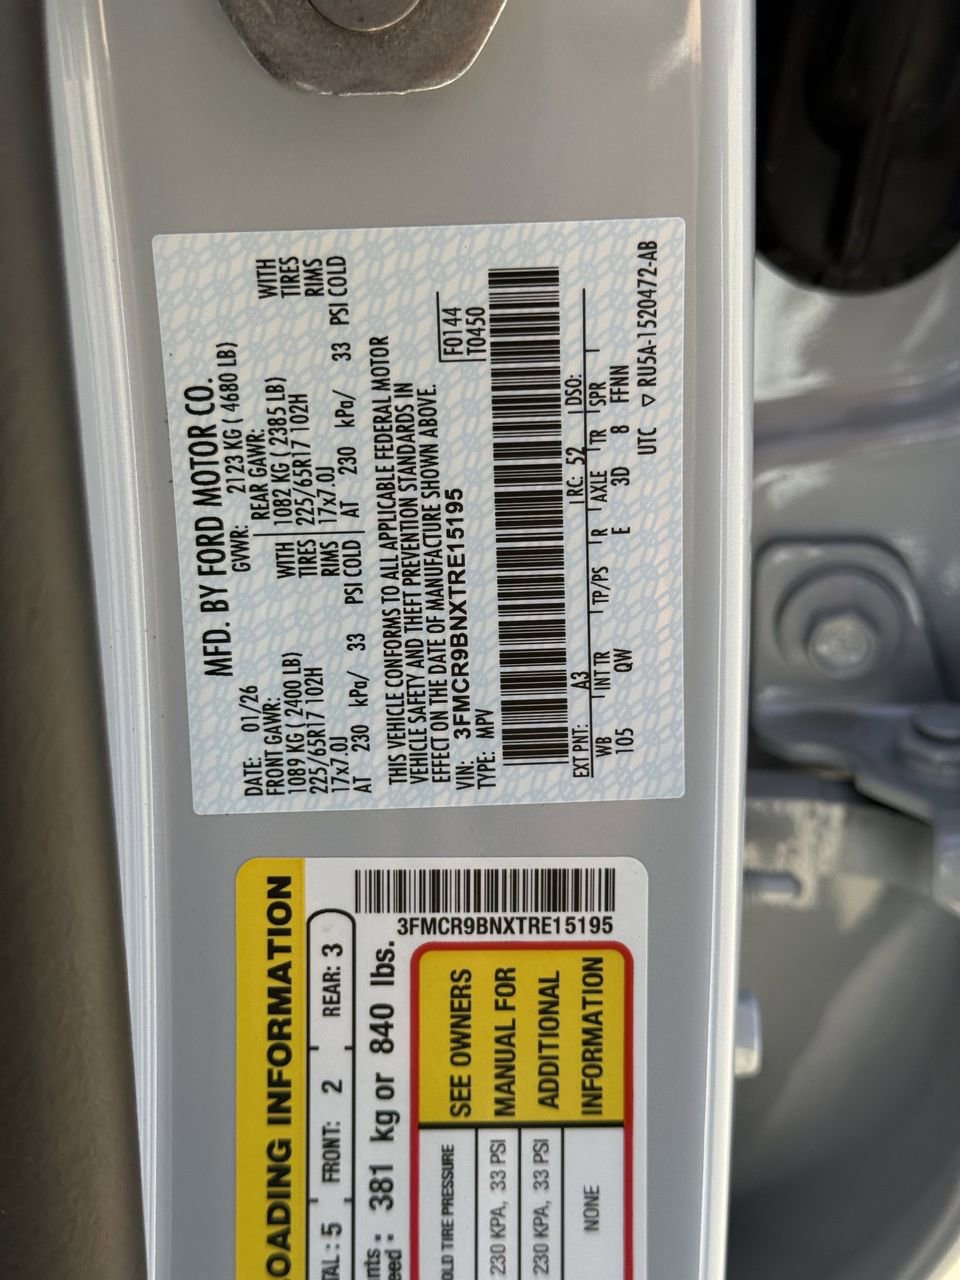 MFD. BY FORD MOTOR CO.
DATE: 01/26 GVWR: 2123 KG ( 4680 LB)
FRONT GAWR: REAR GAWR:
1089 KG ( 2400 LB) WITH 1082 KG ( 2385 LB) WITH
225/65R17 102H TIRES 225/65R17 102H TIRES
17x7.0J RIMS 17x7.0J RIMS
AT 230 kPa/ 33 PSI COLD AT 230 kPa/ 33 PSI COLD
THIS VEHICLE CONFORMS TO ALL APPLICABLE FEDERAL MOTOR
VEHICLE SAFETY AND THEFT PREVENTION STANDARDS IN
EFFECT ON THE DATE OF MANUFACTURE SHOWN ABOVE.
VIN: 3FMCR9BNXTRE15195
TYPE: MPV
F0144
T0450
EXT PNT: A3 RC: 52 DSO:
WB INT TR TP/PS R AXLE TR SPR
105 QW E 3D 8 FFNN
UTC ▽ RU5A-1520472-AB
LOADING INFORMATION
TAL: 5 FRONT: 2 REAR: 3
nts
eed : 381 kg or 840 lbs.
3FMCR9BNXTRE15195
OLD TIRE PRESSURE
230 KPA, 33 PSI
230 KPA, 33 PSI
NONE
SEE OWNERS
MANUAL FOR
ADDITIONAL
INFORMATION